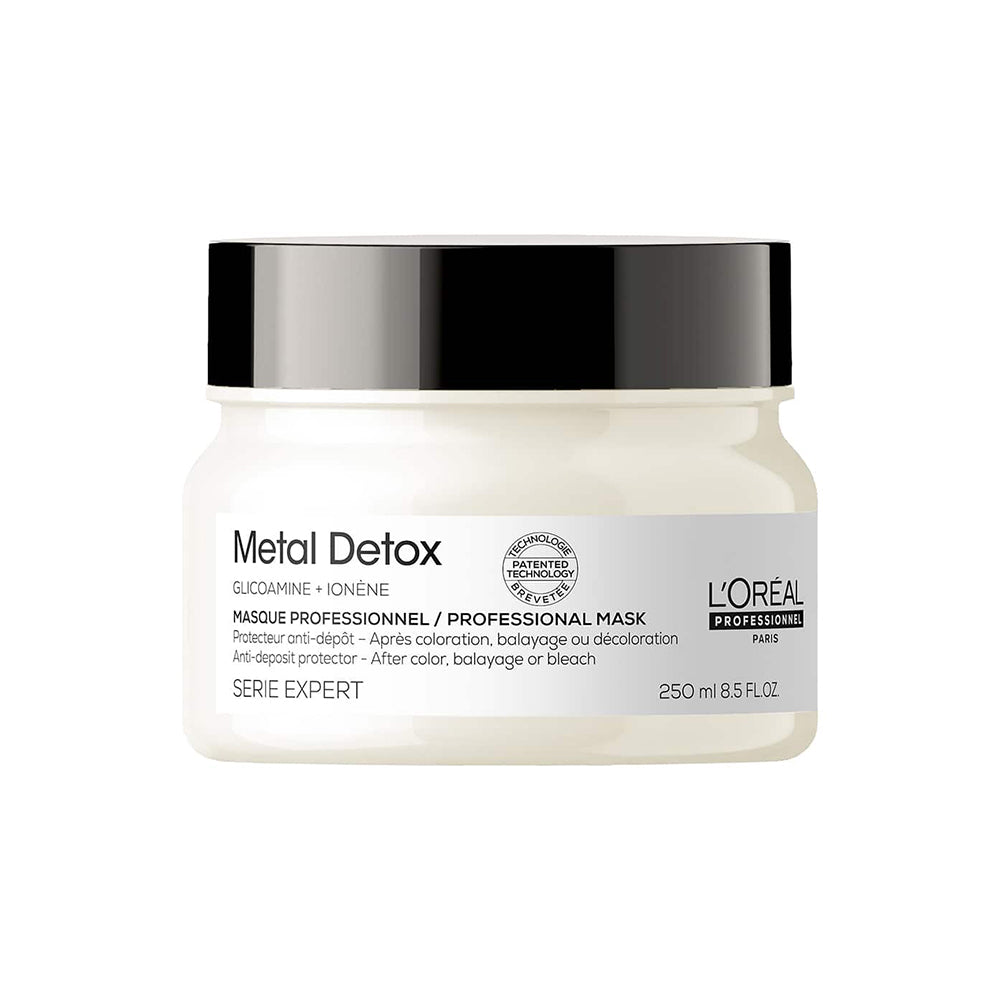 Metal Detox
GLICOAMINE + IONÈNE
TECHNOLOGIE
PATENTED
TECHNOLOGY
BREVETÉE
MASQUE PROFESSIONNEL / PROFESSIONAL MASK
Protecteur anti-dépôt – Après coloration, balayage ou décoloration
Anti-deposit protector – After color, balayage or bleach
SERIE EXPERT
L'ORÉAL
PROFESSIONNEL
PARIS
250 ml 8.5 FL.OZ.